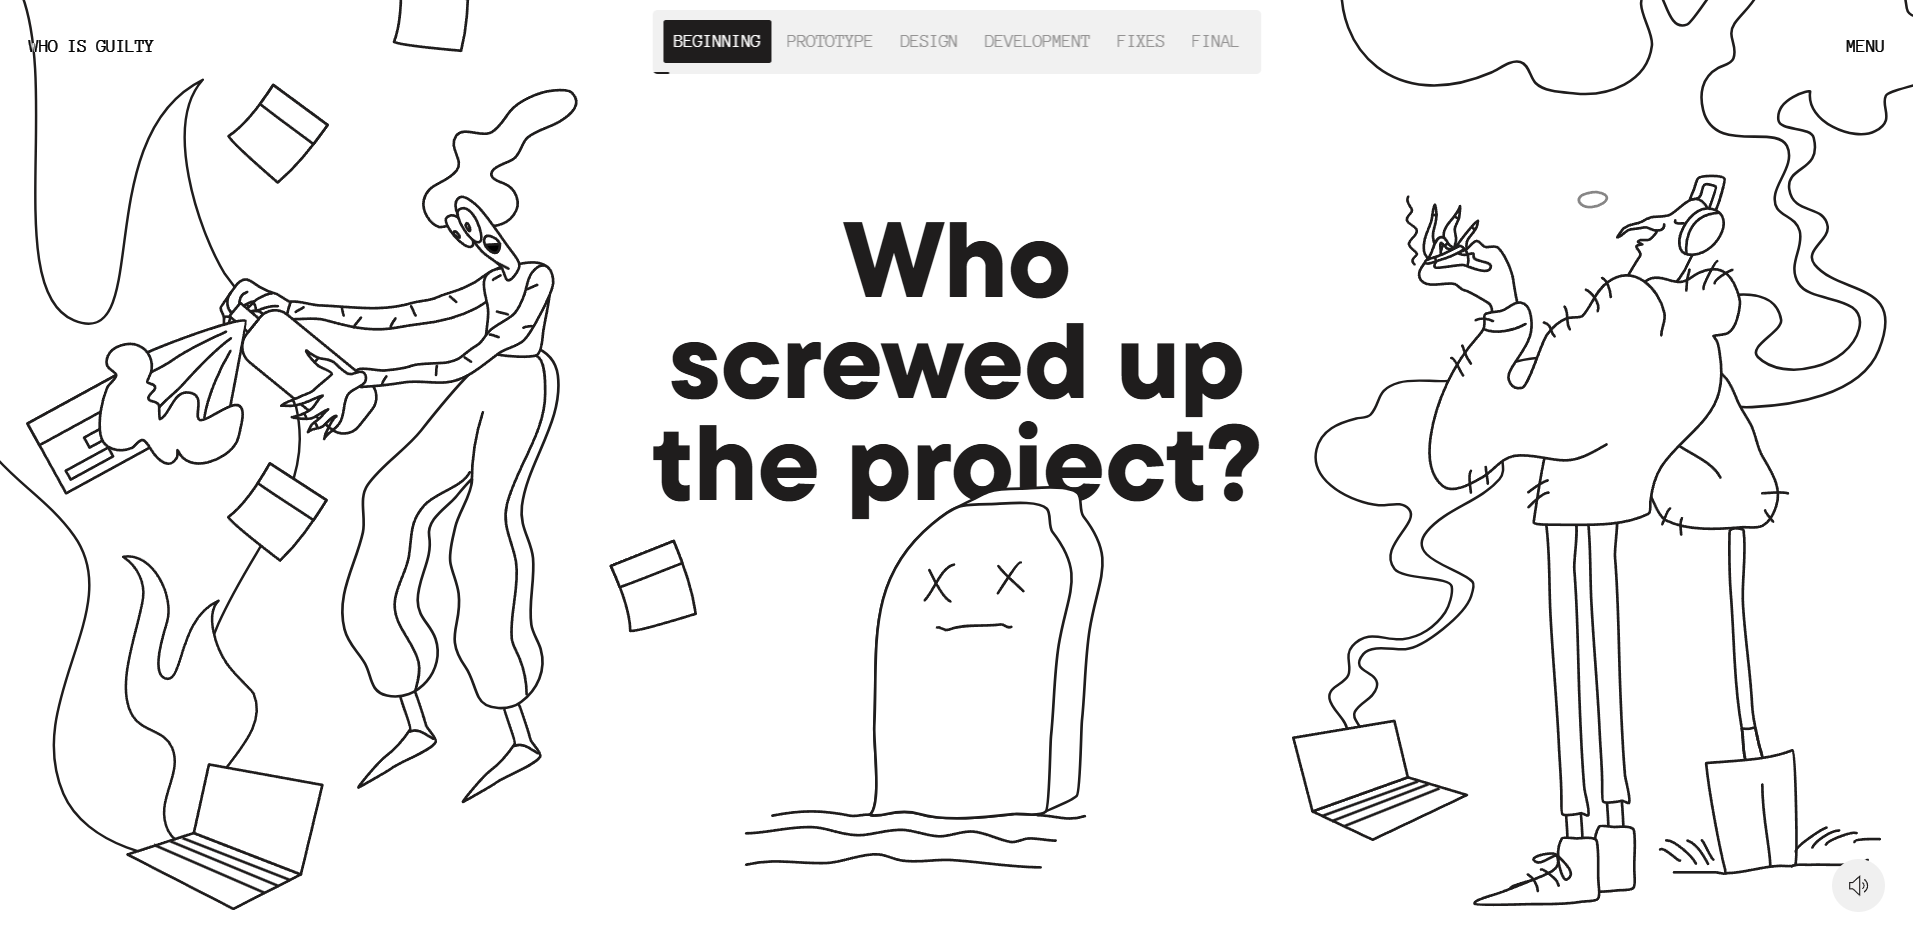 WHO IS GUILTY
BEGINNING PROTOTYPE DESIGN DEVELOPMENT FIXES FINAL
MENU
Who
screwed up
the project?